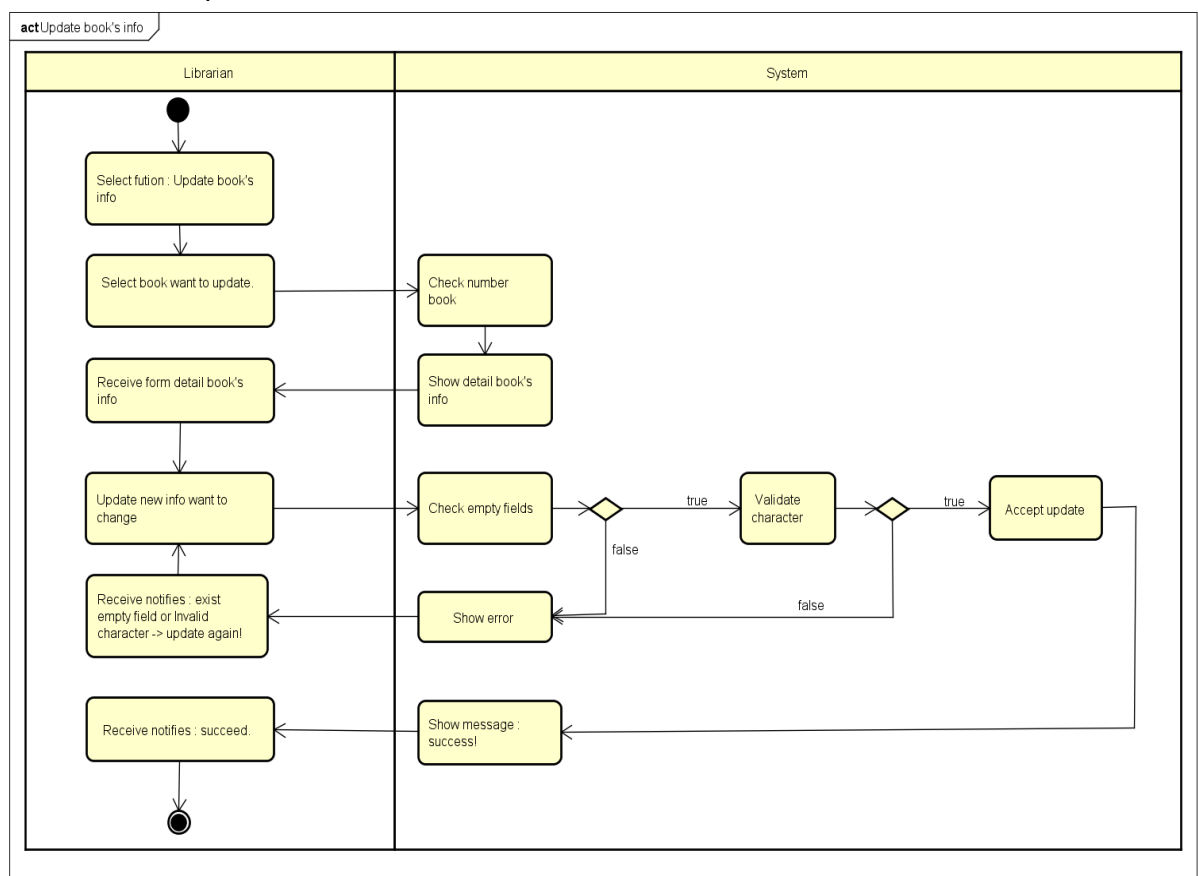 act Update book's info
Librarian
System
Select fution : Update book's
info
Select book want to update.
Check number
book
Receive form detail book's
info
Show detail book's
info
Update new info want to
change
Check empty fields
true
Validate
character
true
Accept update
false
Receive notifies : exist
empty field or Invalid
character -> update again!
Show error
false
Receive notifies : succeed.
Show message :
success!